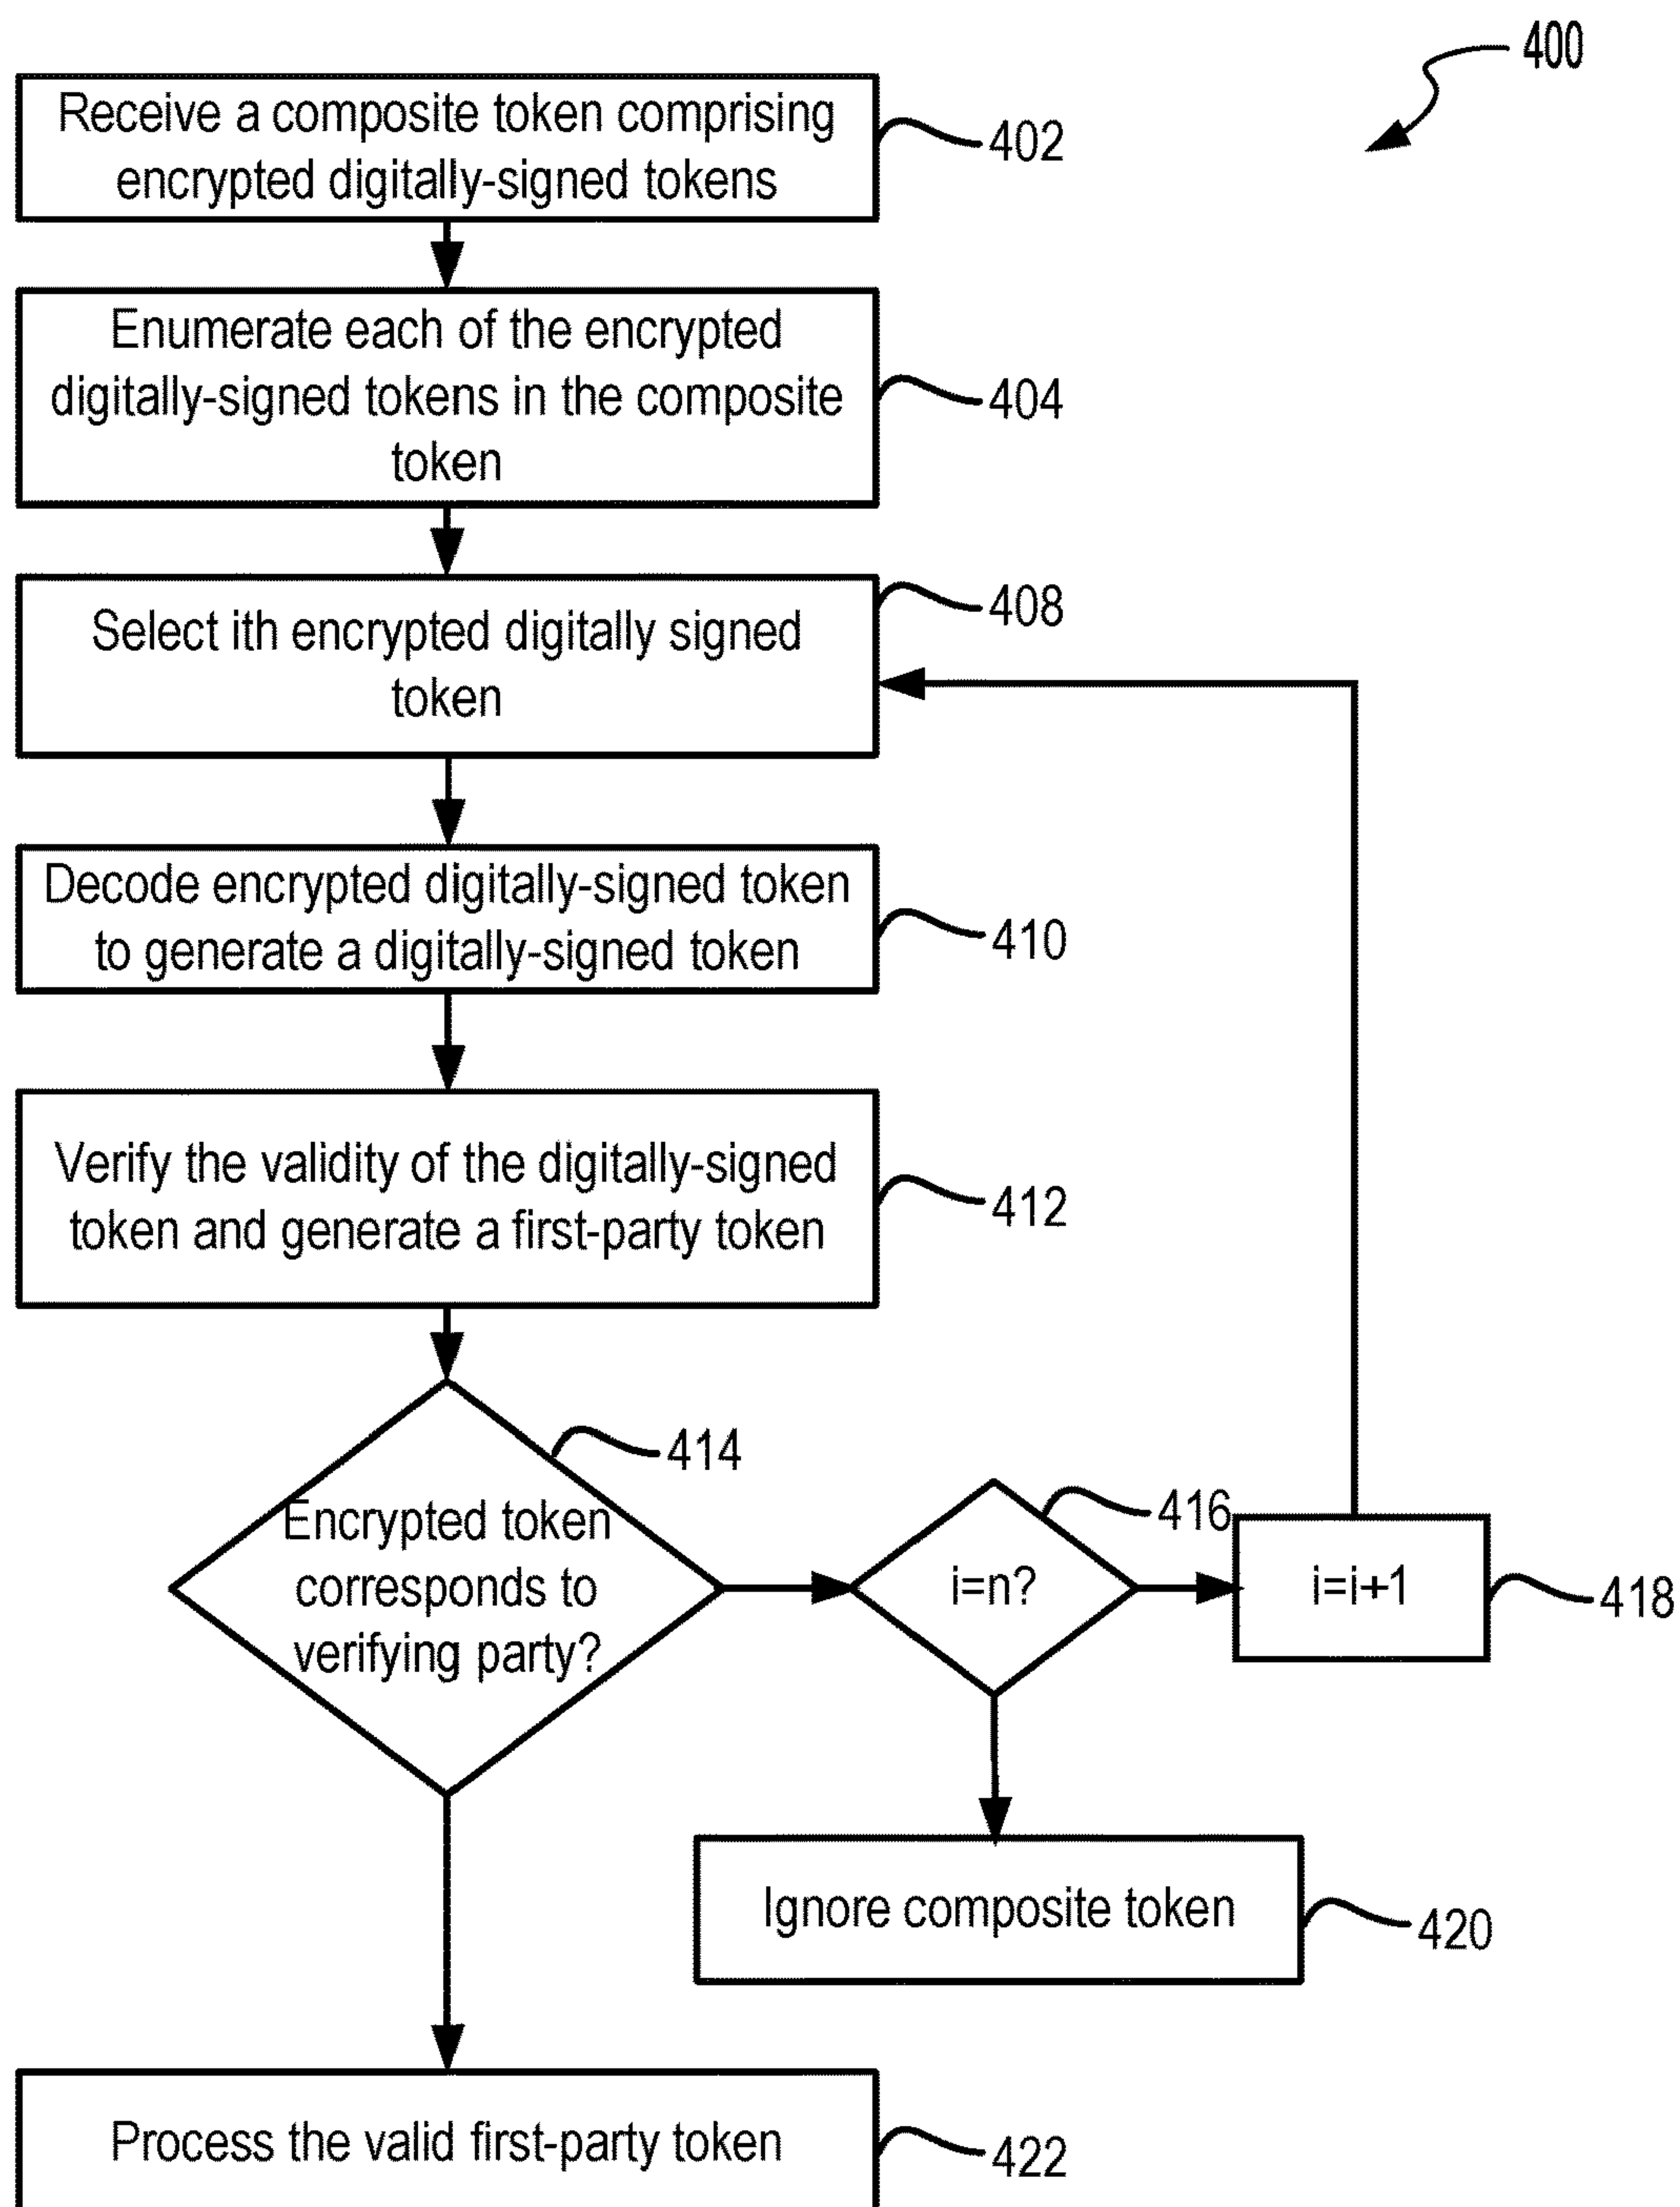 400
Receive a composite token comprising
encrypted digitally-signed tokens
402
Enumerate each of the encrypted
digitally-signed tokens in the composite
token
404
Select ith encrypted digitally signed
token
408
Decode encrypted digitally-signed token
to generate a digitally-signed token
410
Verify the validity of the digitally-signed
token and generate a first-party token
412
Encrypted token
corresponds to
verifying party?
414
i=n?
416
i=i+1
418
Ignore composite token
420
Process the valid first-party token
422